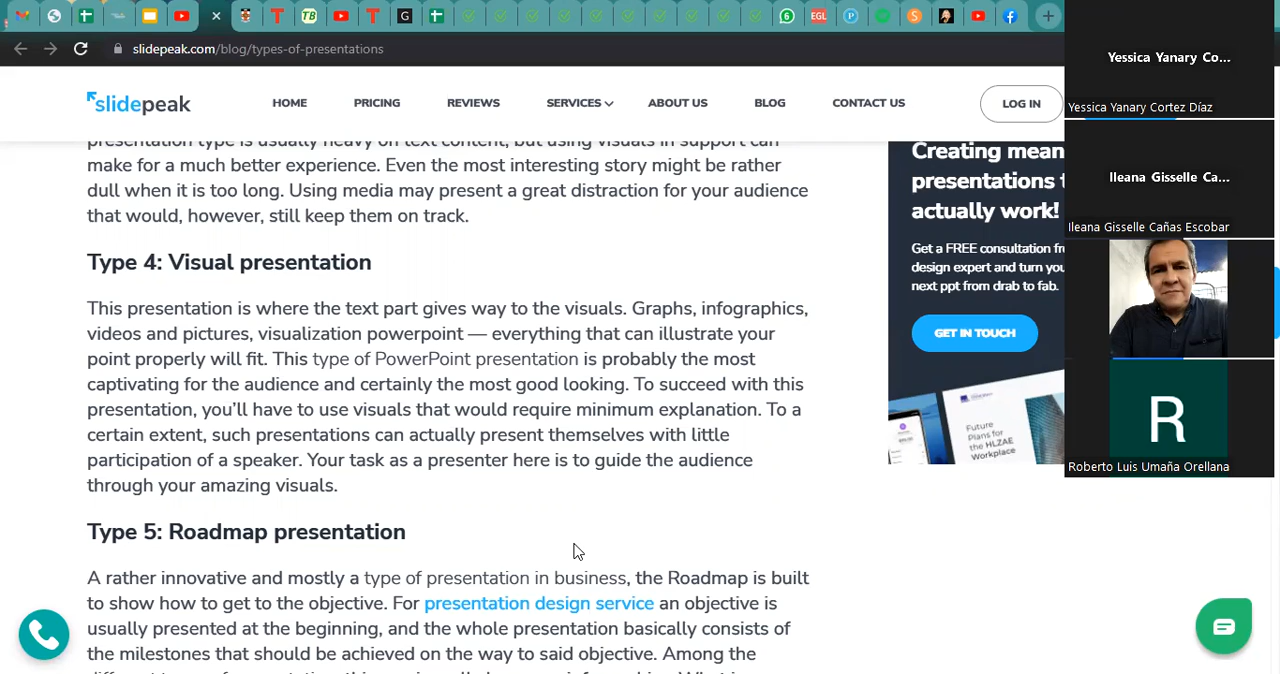 TB
G
6
EGL
P
S
slidepeak.com/blog/types-of-presentations
slidepeak
HOME
PRICING
REVIEWS
SERVICES
ABOUT US
BLOG
CONTACT US
LOG IN
presentation type is usually heavy on text content, but using visuals in support can
make for a much better experience. Even the most interesting story might be rather
dull when it is too long. Using media may present a great distraction for your audience
that would, however, still keep them on track.
Type 4: Visual presentation
This presentation is where the text part gives way to the visuals. Graphs, infographics,
videos and pictures, visualization powerpoint — everything that can illustrate your
point properly will fit. This type of PowerPoint presentation is probably the most
captivating for the audience and certainly the most good looking. To succeed with this
presentation, you’ll have to use visuals that would require minimum explanation. To a
certain extent, such presentations can actually present themselves with little
participation of a speaker. Your task as a presenter here is to guide the audience
through your amazing visuals.
Type 5: Roadmap presentation
A rather innovative and mostly a type of presentation in business, the Roadmap is built
to show how to get to the objective. For presentation design service an objective is
usually presented at the beginning, and the whole presentation basically consists of
the milestones that should be achieved on the way to said objective. Among the
Creating mean
presentations t
actually work!
Get a FREE consultation fr
design expert and turn you
next ppt from drab to fab.
GET IN TOUCH
Future
Plans for
the HLZAE
Workplace
Yessica Yanary Co...
Yessica Yanary Cortez Díaz
Ileana Gisselle Ca...
Ileana Gisselle Cañas Escobar
R
Roberto Luis Umaña Orellana